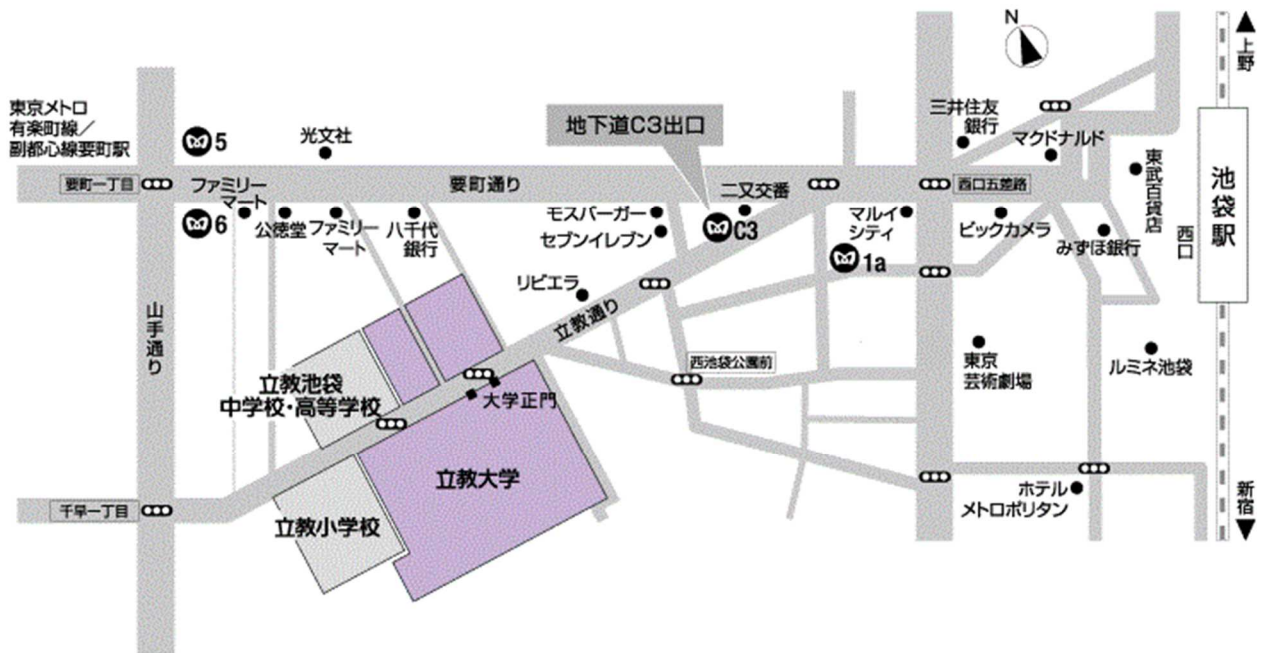 N
上野
東京メトロ
有楽町線／
副都心線要町駅
5
光文社
地下道C3出口
三井住友
銀行
マクドナルド
要町一丁目
ファミリー
マート
要町通り
二又交番
西口五差路
東武百貨店
池袋駅
西口
6
公徳堂
ファミリー
マート
八千代
銀行
モスバーガー
セブンイレブン
C3
マルイ
シティ
1a
ビックカメラ
みずほ銀行
リビエラ
立教通り
山手通り
西池袋公園前
東京
芸術劇場
ルミネ池袋
立教池袋
中学校・高等学校
大学正門
立教大学
千早一丁目
立教小学校
ホテル
メトロポリタン
新宿